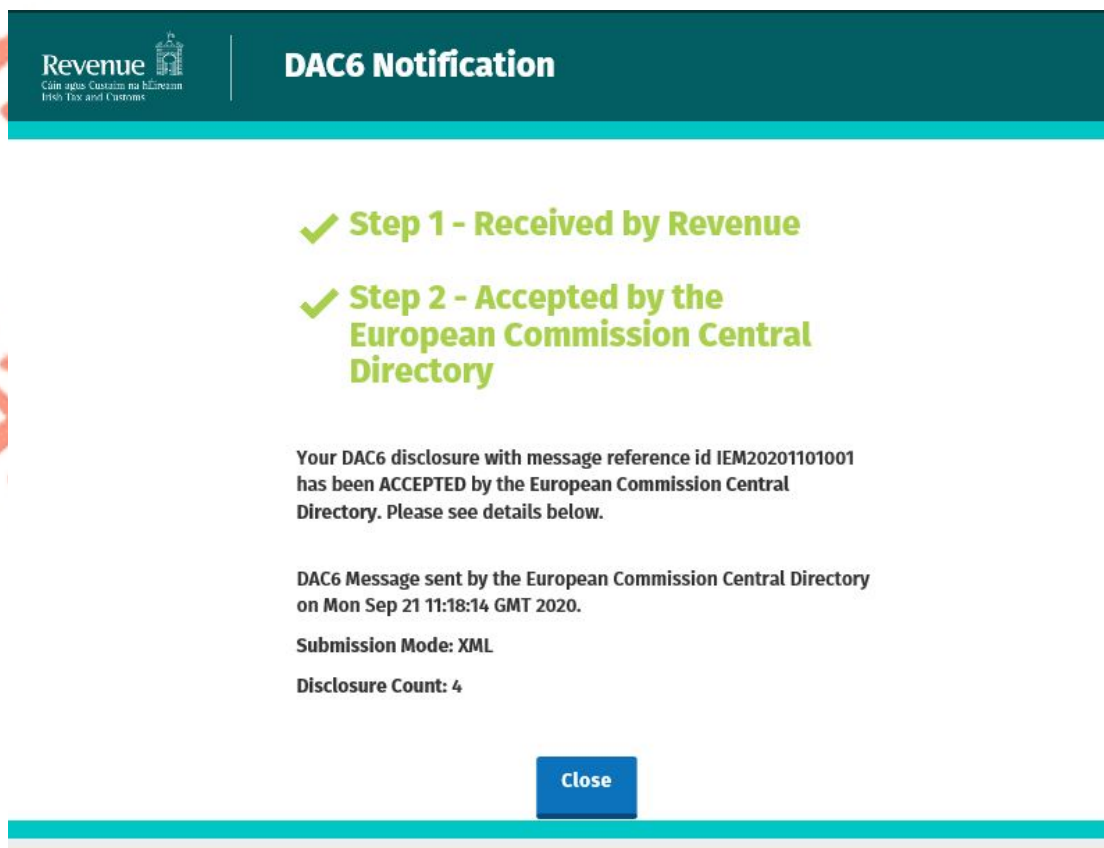 Revenue
Cáin agus Custaim na hÉireann
Irish Tax and Customs
DAC6 Notification
Step 1 - Received by Revenue
Step 2 - Accepted by the
European Commission Central
Directory
Your DAC6 disclosure with message reference id IEM20201101001
has been ACCEPTED by the European Commission Central
Directory. Please see details below.
DAC6 Message sent by the European Commission Central Directory
on Mon Sep 21 11:18:14 GMT 2020.
Submission Mode: XML
Disclosure Count: 4
Close